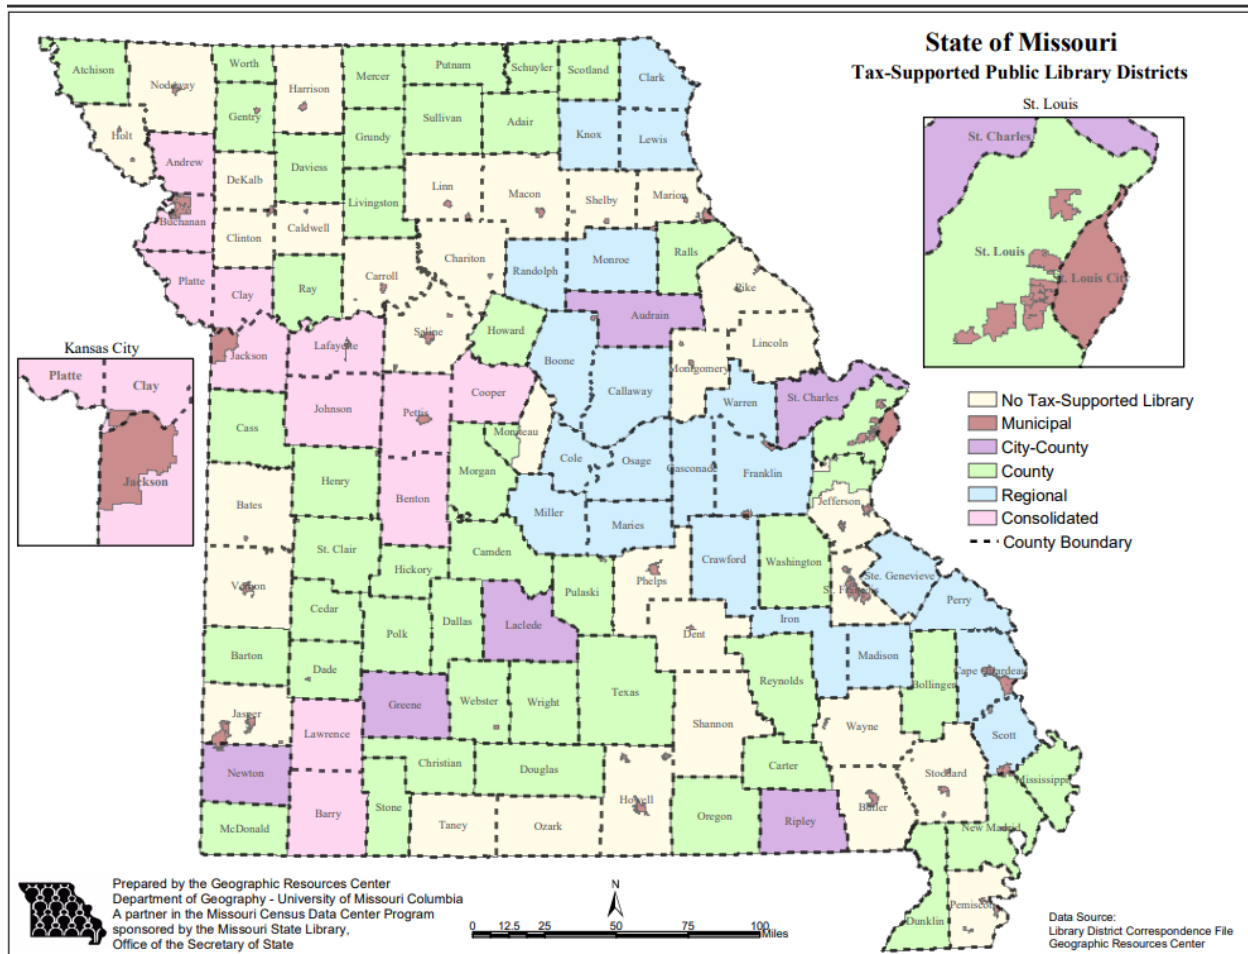 State of Missouri
Tax-Supported Public Library Districts
St. Louis
St. Charles
St. Louis
St. Louis City
Kansas City
Platte
Clay
Jackson
No Tax-Supported Library
Municipal
City-County
County
Regional
Consolidated
County Boundary
Atchison
Nodaway
Worth
Harrison
Mercer
Putnam
Schuyler
Scotland
Clark
Holt
Gentry
Grundy
Sullivan
Adair
Knox
Lewis
Andrew
DeKalb
Daviess
Livingston
Linn
Macon
Shelby
Marion
Buchanan
Clinton
Caldwell
Carroll
Chariton
Randolph
Monroe
Ralls
Platte
Clay
Ray
Saline
Howard
Audrain
Pike
Jackson
Lafayette
Boone
Callaway
Montgomery
Lincoln
Johnson
Pettis
Cooper
Moniteau
Warren
St. Charles
Cass
Henry
Benton
Morgan
Cole
Osage
Gasconade
Franklin
Jefferson
Bates
St. Clair
Hickory
Camden
Miller
Maries
Crawford
Washington
Ste. Genevieve
Vernon
Cedar
Polk
Dallas
Laclede
Pulaski
Phelps
Dent
Iron
Perry
Barton
Dade
Greene
Webster
Wright
Texas
Reynolds
Madison
Bollinger
Cape Girardeau
Jasper
Lawrence
Christian
Douglas
Shannon
Wayne
Scott
Newton
Barry
Stone
Carter
Stoddard
Mississippi
McDonald
Taney
Ozark
Howell
Oregon
Ripley
Butler
New Madrid
Dunklin
Pemiscot
Prepared by the Geographic Resources Center
Department of Geography - University of Missouri Columbia
A partner in the Missouri Census Data Center Program
sponsored by the Missouri State Library,
Office of the Secretary of State
N
0 12.5 25 50 75 100
Miles
Data Source:
Library District Correspondence File
Geographic Resources Center